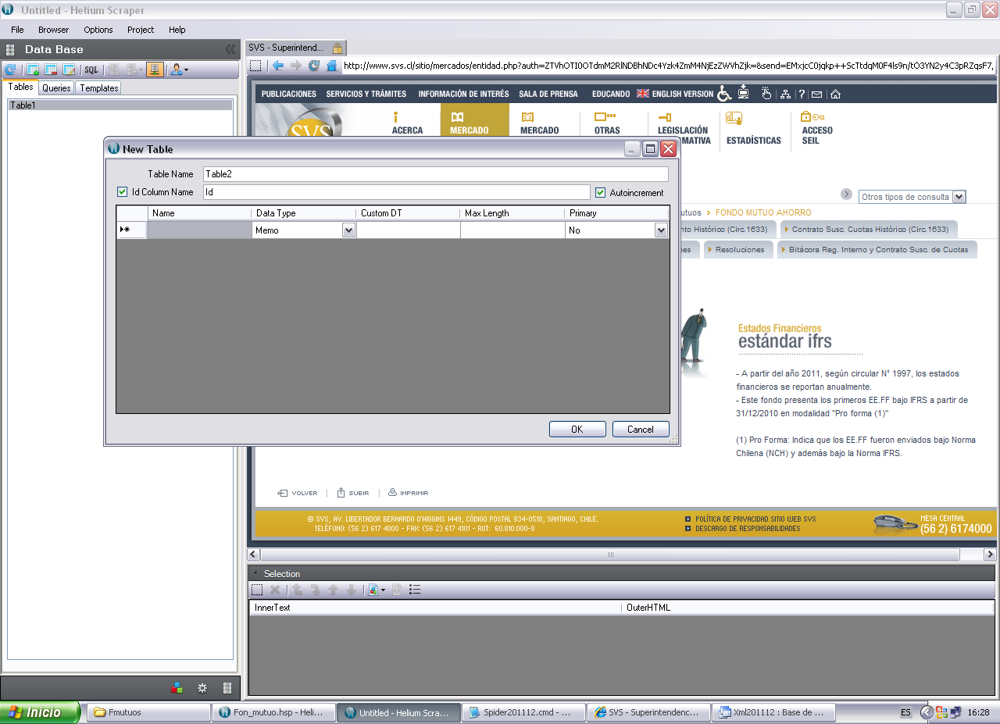 Untitled - Helium Scraper
File Browser Options Project Help
Data Base
SQL
Tables Queries Templates
Table1
SVS - Superintend...
http://www.svs.cl/sitio/mercados/entidad.php?auth=
PUBLICACIONES SERVICIOS Y TRÁMITES INFORMACIÓN DE INTERÉS SALA DE PRENSA EDUCANDO ENGLISH VERSION
SVS
ACERCA
MERCADO
MERCADO
OTRAS
LEGISLACIÓN
MATIVA
ESTADÍSTICAS
ACCESO
SEIL
New Table
Table Name Table2
Id Column Name Id Autoincrement
Name Data Type Custom DT Max Length Primary
Memo No
OK Cancel
Otros tipos de consulta
utuos > FONDO MUTUO AHORRO
nto Histórico (Circ.1633) Contrato Susc. Cuotas Histórico (Circ.1633)
es Resoluciones Bitácora Reg. Interno y Contrato Susc. de Cuotas
Estados Financieros
estándar ifrs
- A partir del año 2011, según circular N° 1997, los estados
financieros se reportan anualmente.
- Este fondo presenta los primeros EE.FF bajo IFRS a partir de
31/12/2010 en modalidad "Pro forma (1)"
(1) Pro Forma: Indica que los EE.FF fueron enviados bajo Norma
Chilena (NCH) y además bajo la Norma IFRS.
VOLVER | SUBIR | IMPRIMIR
© SVS, AV. LIBERTADOR BERNARDO O'HIGGINS 1449, CÓDIGO POSTAL 834-0518, SANTIAGO, CHILE.
TELÉFONO: (56 2) 617 4000 - FAX: (56 2) 617 4101 - RUT: 60.810.000-8
POLÍTICA DE PRIVACIDAD SITIO WEB SVS
DESCARGO DE RESPONSABILIDADES
MESA CENTRAL
(56 2) 6174000
Selection
InnerText OuterHTML
Inicio Fmutuos Fon_mutuo.hsp - Heli... Untitled - Helium Scra... Spider201112.cmd - ... SVS - Superintendenc... Xml201112 : Base de ... ES 16:28